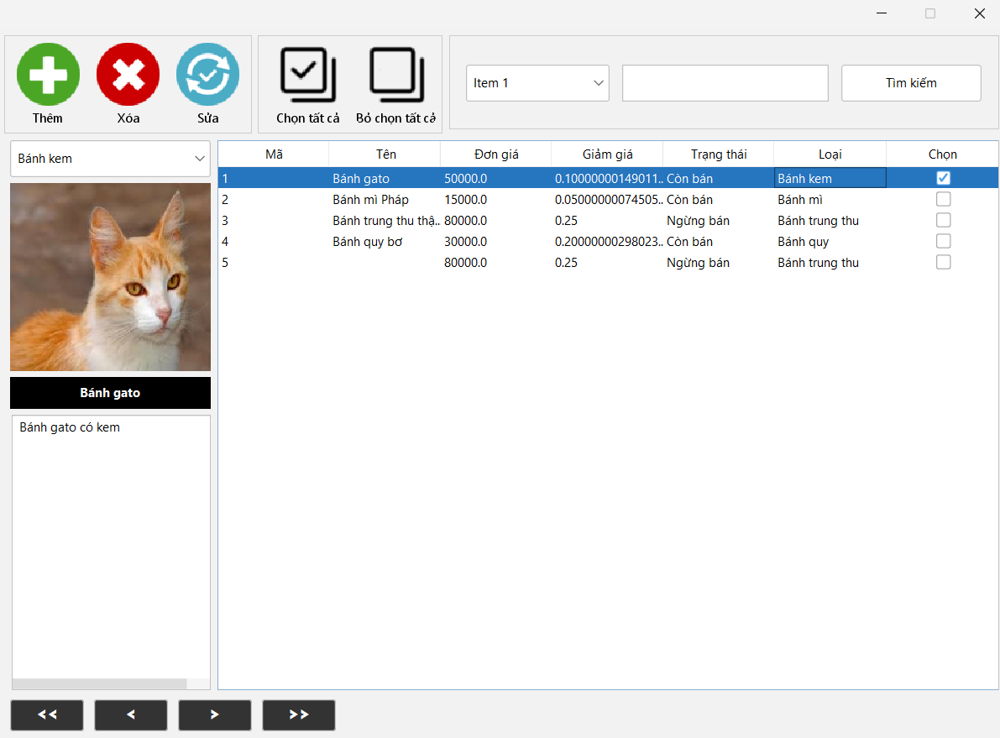 Thêm Xóa Sửa
Chọn tất cả Bỏ chọn tất cả
Item 1
Tìm kiếm
Bánh kem
Bánh gato
Bánh gato có kem
Mã Tên Đơn giá Giảm giá Trạng thái Loại Chọn
1 Bánh gato 50000.0 0.10000000149011... Còn bán Bánh kem
2 Bánh mì Pháp 15000.0 0.05000000074505... Còn bán Bánh mì
3 Bánh trung thu thậ... 80000.0 0.25 Ngừng bán Bánh trung thu
4 Bánh quy bơ 30000.0 0.20000000298023... Còn bán Bánh quy
5 80000.0 0.25 Ngừng bán Bánh trung thu
<< < > >>